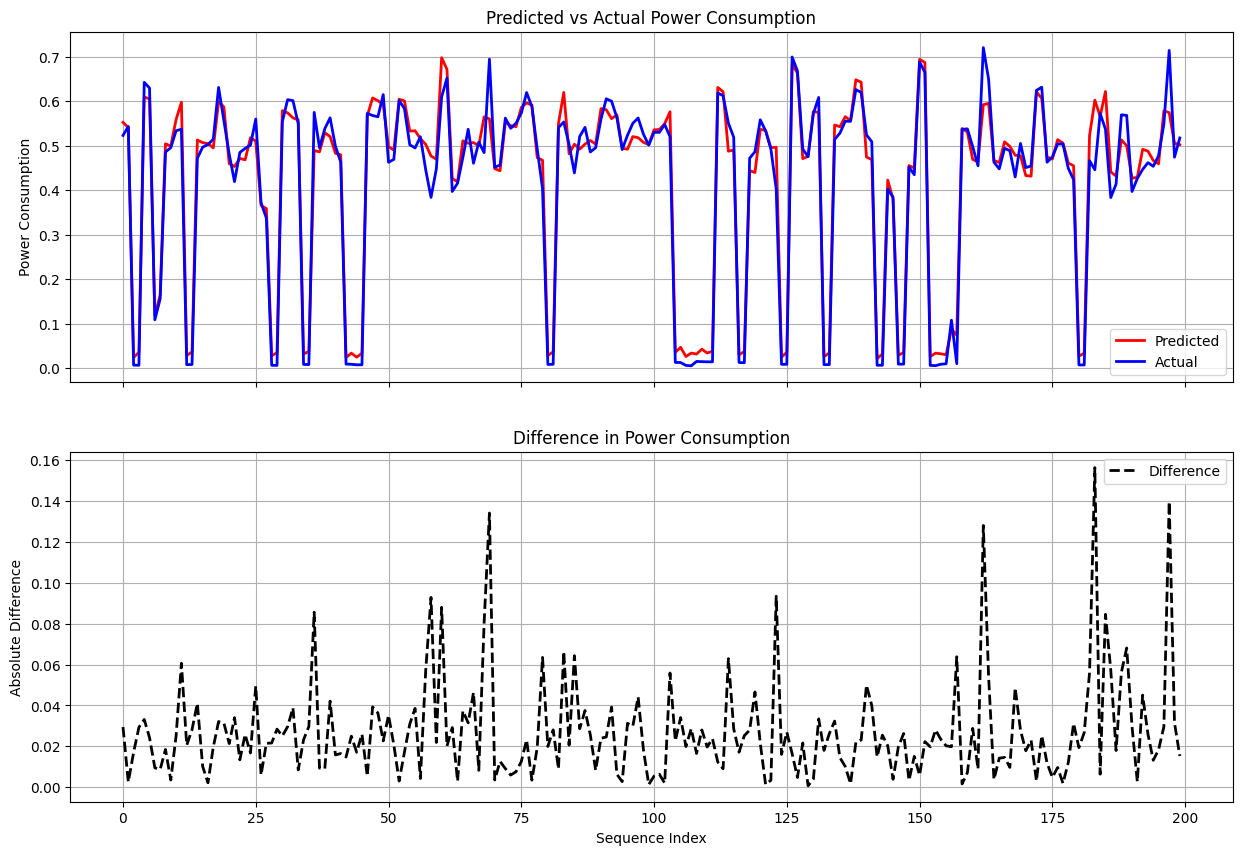 Predicted vs Actual Power Consumption
Power Consumption
0.7
0.6
0.5
0.4
0.3
0.2
0.1
0.0
Predicted
Actual
Difference in Power Consumption
Absolute Difference
0.16
0.14
0.12
0.10
0.08
0.06
0.04
0.02
0.00
Difference
0 25 50 75 100 125 150 175 200
Sequence Index